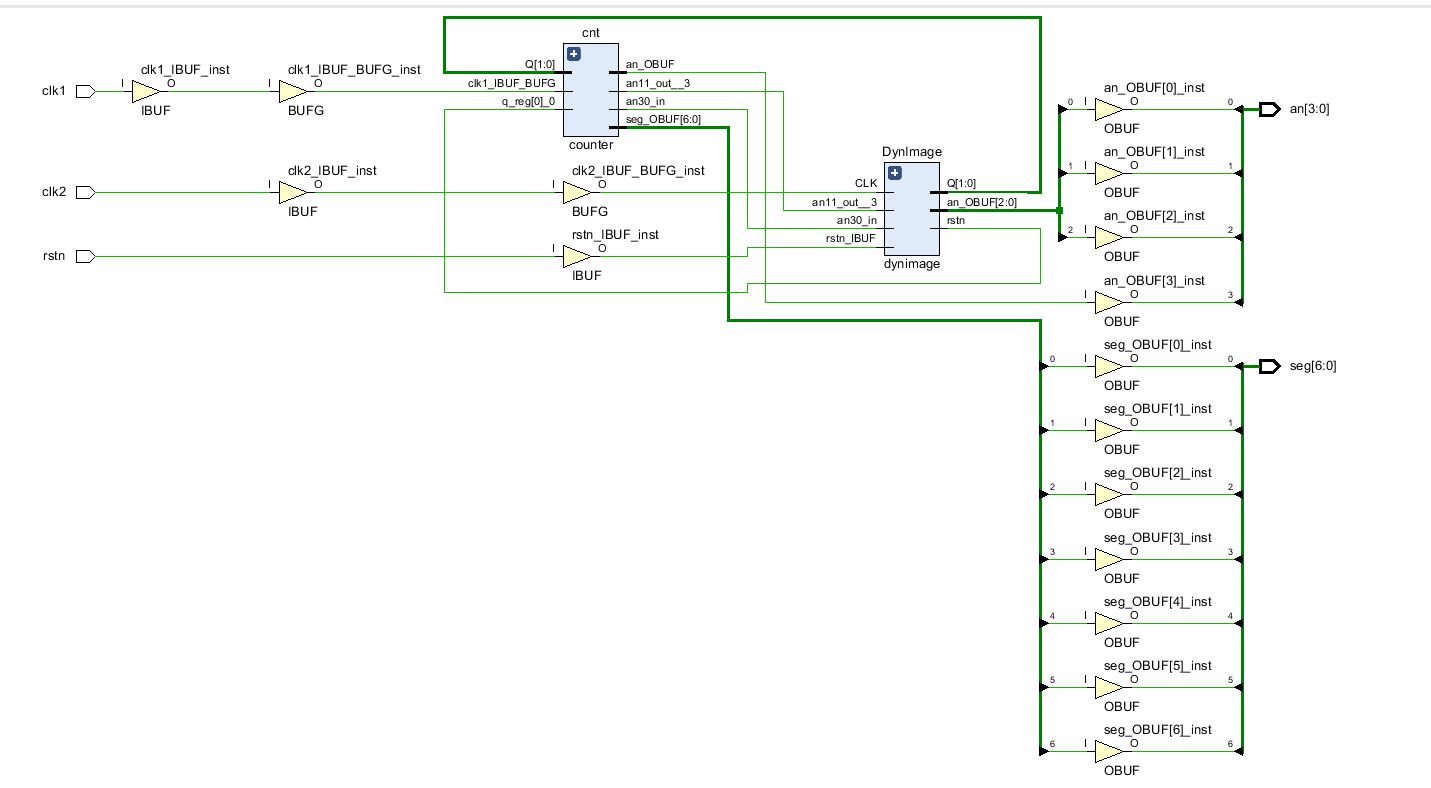 cnt
clk1_IBUF_inst
clk1_IBUF_BUFG_inst
Q[1:0]
an_OBUF
clk1
I
O
I
O
clk1_IBUF_BUFG
an11_out__3
IBUF
BUFG
q_reg[0]_0
an30_in
seg_OBUF[6:0]
counter
an_OBUF[0]_inst
0
I
O
0
an[3:0]
OBUF
DynImage
an_OBUF[1]_inst
1
I
O
1
OBUF
clk2_IBUF_inst
clk2_IBUF_BUFG_inst
clk2
I
O
I
O
CLK
Q[1:0]
IBUF
BUFG
an11_out__3
an_OBUF[2:0]
an30_in
rstn
rstn_IBUF
dynimage
an_OBUF[2]_inst
2
I
O
2
OBUF
rstn_IBUF_inst
rstn
I
O
IBUF
an_OBUF[3]_inst
I
O
3
OBUF
seg_OBUF[0]_inst
0
I
O
0
seg[6:0]
OBUF
seg_OBUF[1]_inst
1
I
O
1
OBUF
seg_OBUF[2]_inst
2
I
O
2
OBUF
seg_OBUF[3]_inst
3
I
O
3
OBUF
seg_OBUF[4]_inst
4
I
O
4
OBUF
seg_OBUF[5]_inst
5
I
O
5
OBUF
seg_OBUF[6]_inst
6
I
O
6
OBUF